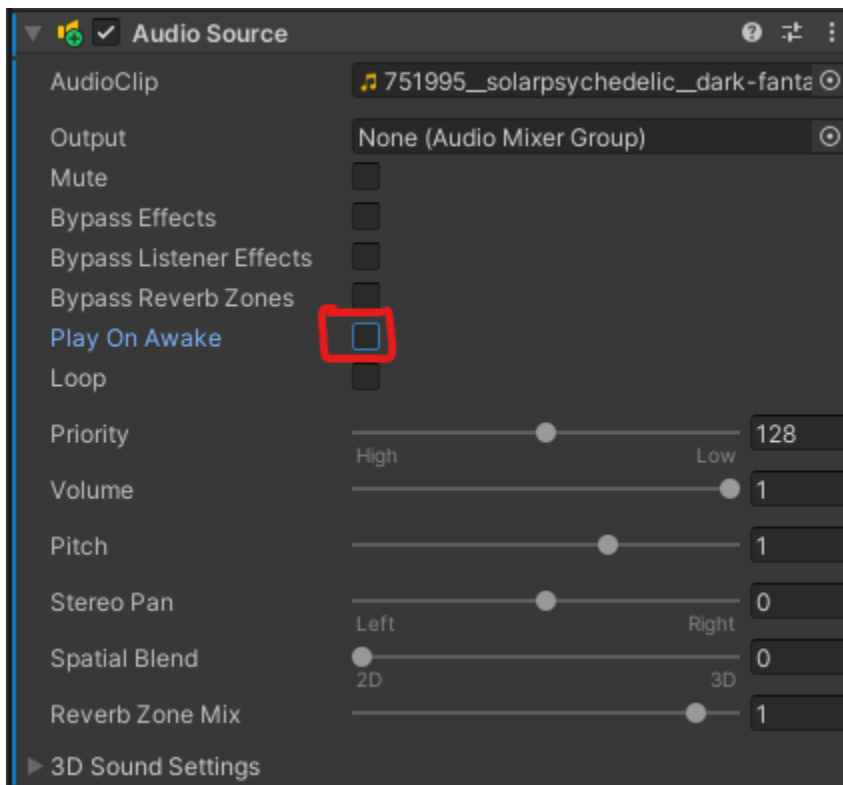 Audio Source
AudioClip 751995__solarpsychedelic__dark-fanta
Output None (Audio Mixer Group)
Mute
Bypass Effects
Bypass Listener Effects
Bypass Reverb Zones
Play On Awake
Loop
Priority 128
High Low
Volume 1
Pitch 1
Stereo Pan 0
Left Right
Spatial Blend 0
2D 3D
Reverb Zone Mix 1
3D Sound Settings